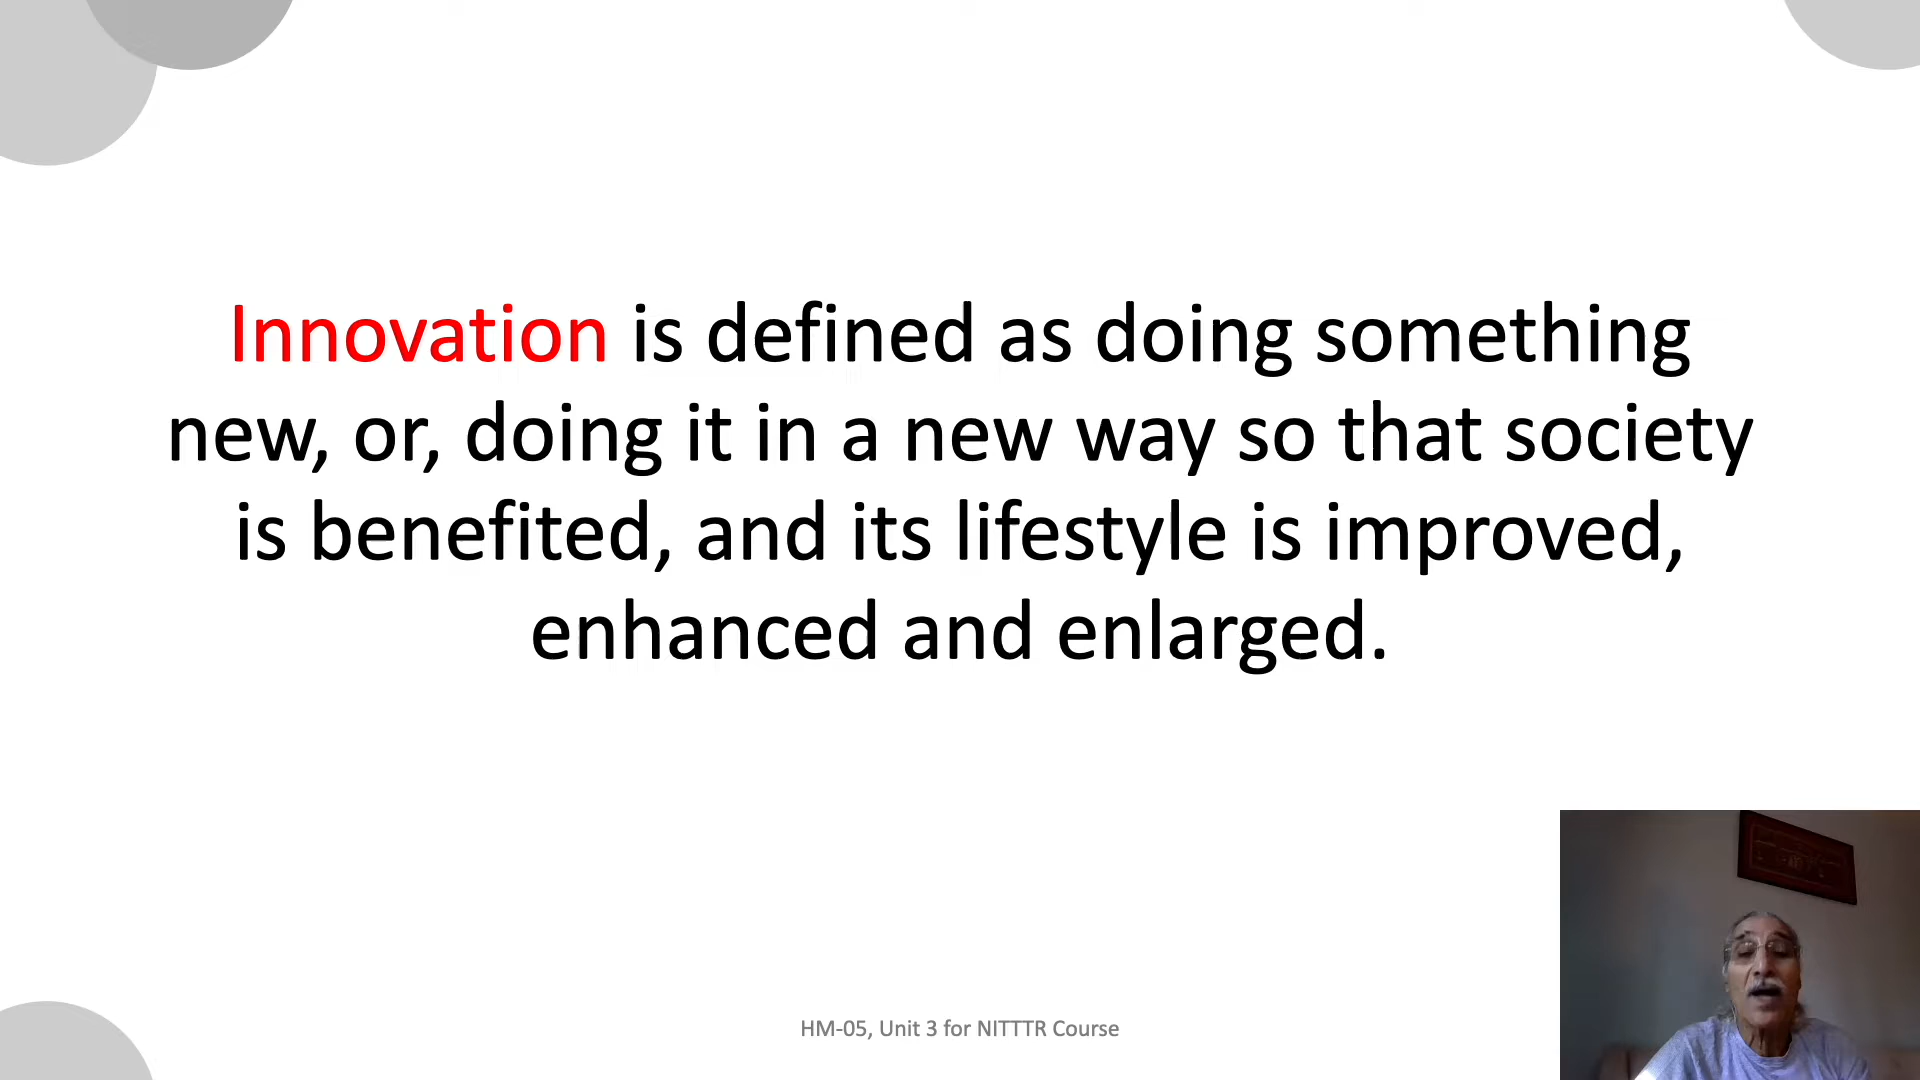 Innovation is defined as doing something
new, or, doing it in a new way so that society
is benefited, and its lifestyle is improved,
enhanced and enlarged.
HM-05, Unit 3 for NITTTR Course